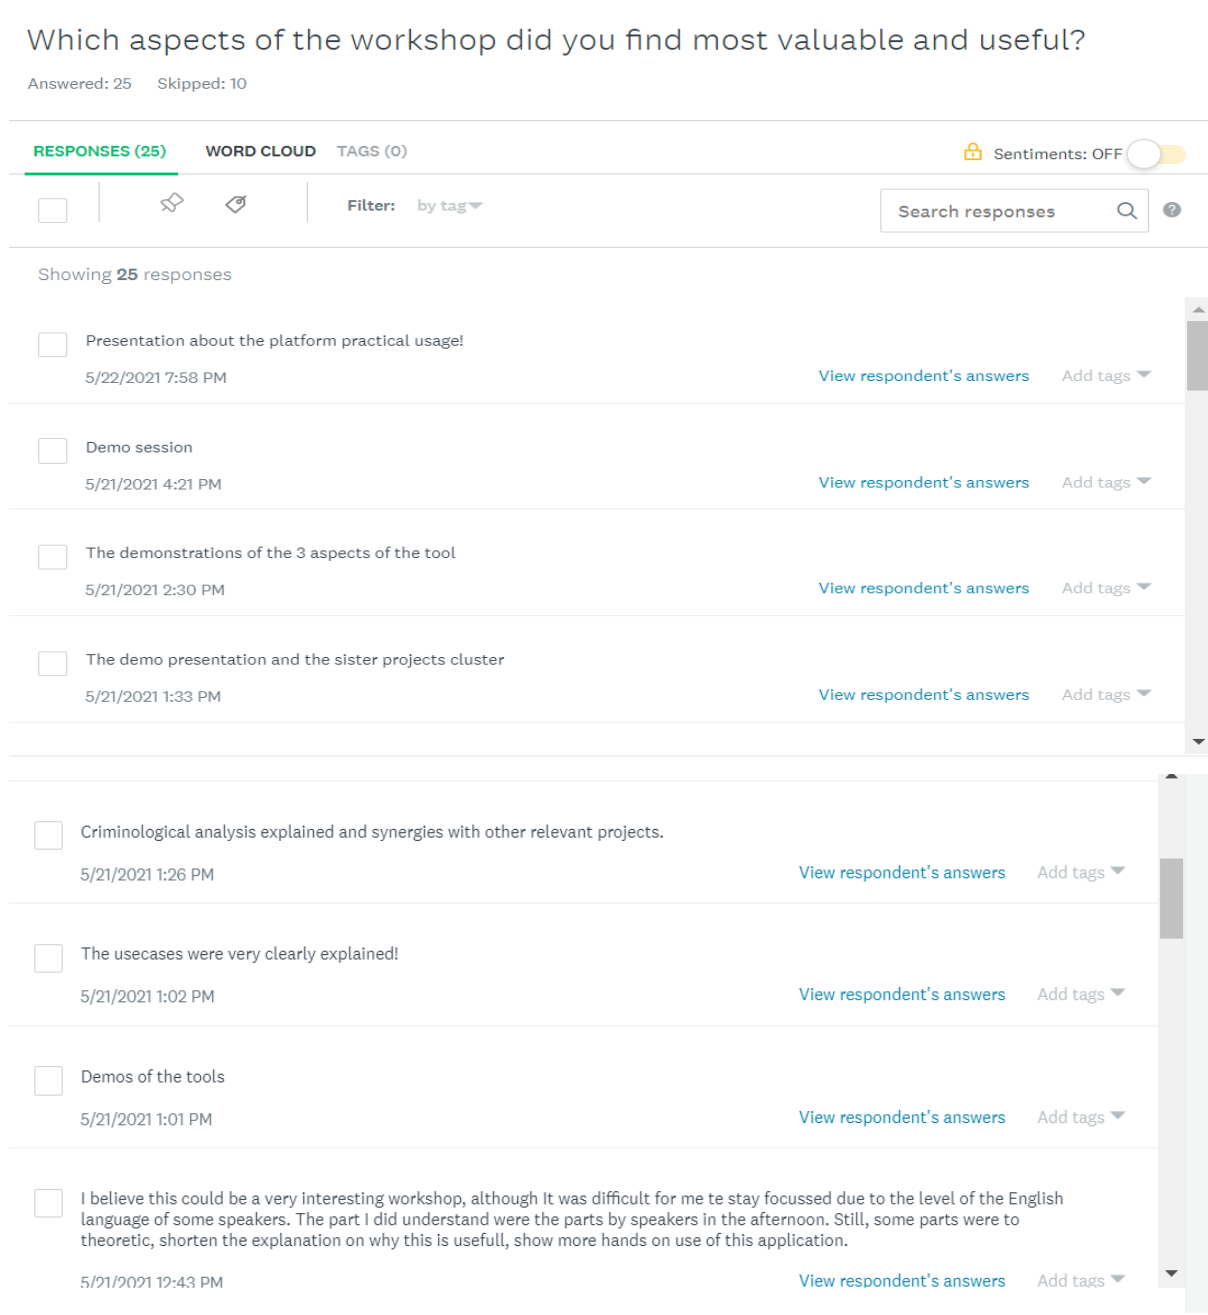 Which aspects of the workshop did you find most valuable and useful?
Answered: 25 Skipped: 10
RESPONSES (25) WORD CLOUD TAGS (0) Sentiments: OFF
Filter: by tag Search responses ?
Showing 25 responses
Presentation about the platform practical usage!
5/22/2021 7:58 PM View respondent's answers Add tags
Demo session
5/21/2021 4:21 PM View respondent's answers Add tags
The demonstrations of the 3 aspects of the tool
5/21/2021 2:30 PM View respondent's answers Add tags
The demo presentation and the sister projects cluster
5/21/2021 1:33 PM View respondent's answers Add tags
Criminological analysis explained and synergies with other relevant projects.
5/21/2021 1:26 PM View respondent's answers Add tags
The usecases were very clearly explained!
5/21/2021 1:02 PM View respondent's answers Add tags
Demos of the tools
5/21/2021 1:01 PM View respondent's answers Add tags
I believe this could be a very interesting workshop, although It was difficult for me te stay focussed due to the level of the English
language of some speakers. The part I did understand were the parts by speakers in the afternoon. Still, some parts were to
theoretic, shorten the explanation on why this is usefull, show more hands on use of this application.
5/21/2021 12:43 PM View respondent's answers Add tags